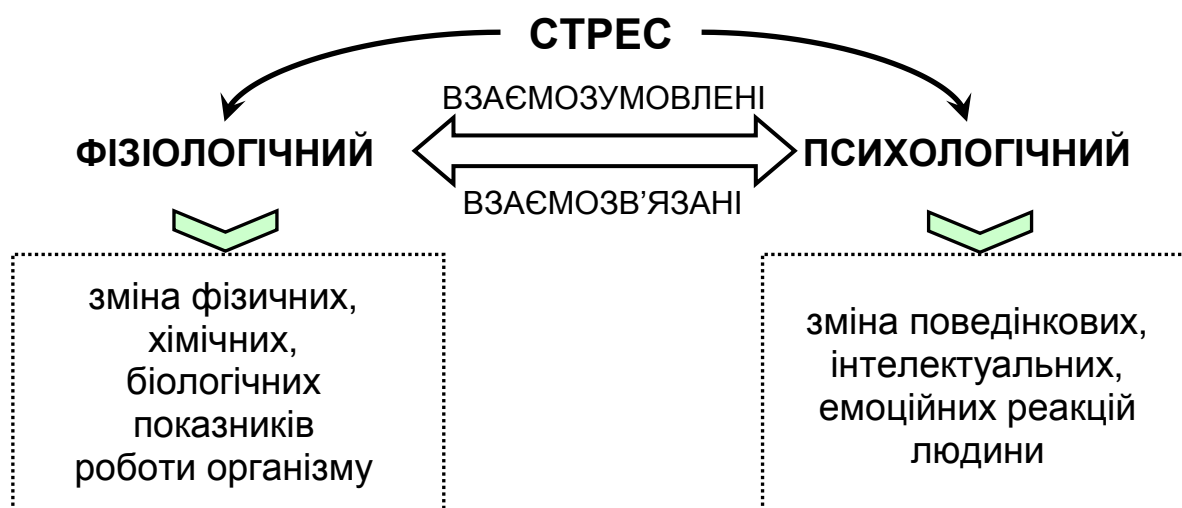 СТРЕС
ВЗАЄМОЗУМОВЛЕНІ
ФІЗІОЛОГІЧНИЙ
ПСИХОЛОГІЧНИЙ
ВЗАЄМОЗВ’ЯЗАНІ
зміна фізичних,
хімічних,
біологічних
показників
роботи організму
зміна поведінкових,
інтелектуальних,
емоційних реакцій
людини